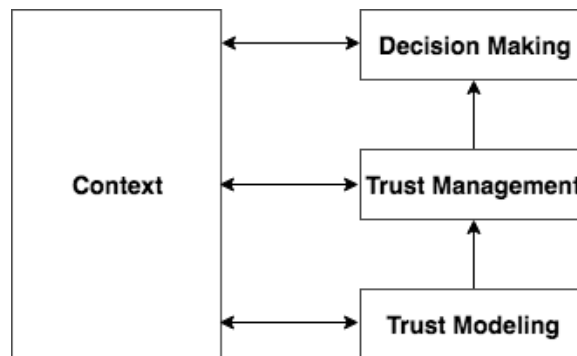 Decision Making
Context
Trust Management
Trust Modeling